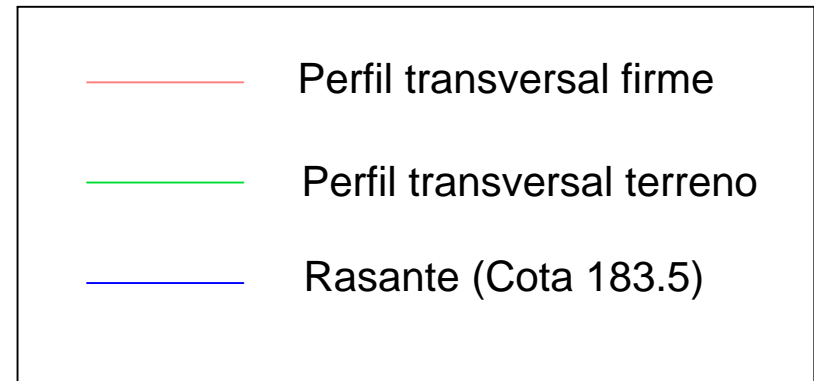 Perfil transversal firme
Perfil transversal terreno
Rasante (Cota 183.5)